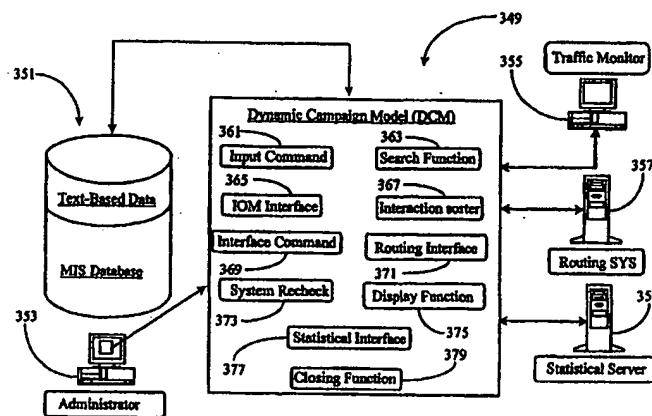 349
351
355
Traffic Monitor
Dynamic Campaign Model (DCM)
361
363
Input Command
Search Function
365
367
357
Text-Based Data
IOM Interface
Interaction sorter
MIS Database
Interface Command
Routing Interface
369
371
Routing SYS
System Recheck
Display Function
353
373
375
Statistical Interface
377
379
Closing Function
Administrator
Statistical Server